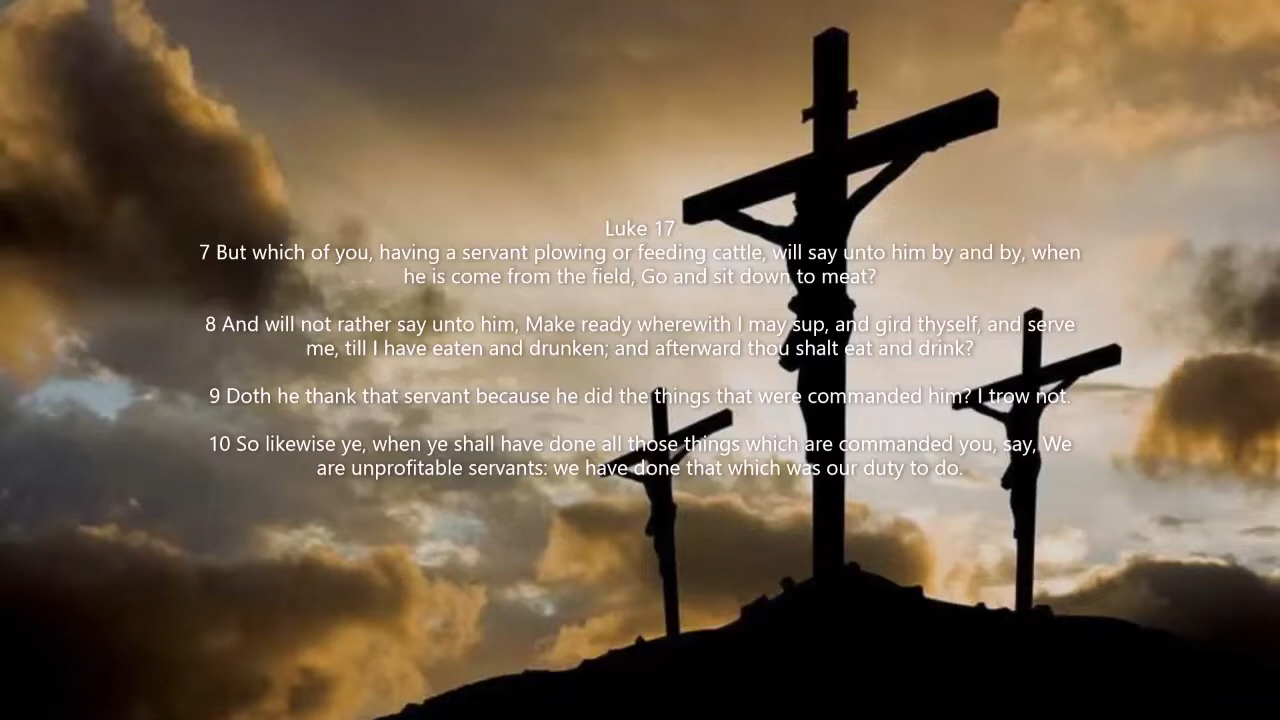 Luke 17
7 But which of you, having a servant plowing or feeding cattle, will say unto him by and by, when
he is come from the field, Go and sit down to meat?
8 And will not rather say unto him, Make ready wherewith I may sup, and gird thyself, and serve
me, till I have eaten and drunken; and afterward thou shalt eat and drink?
9 Doth he thank that servant because he did the things that were commanded him? I trow not.
10 So likewise ye, when ye shall have done all those things which are commanded you, say, We
are unprofitable servants: we have done that which was our duty to do.